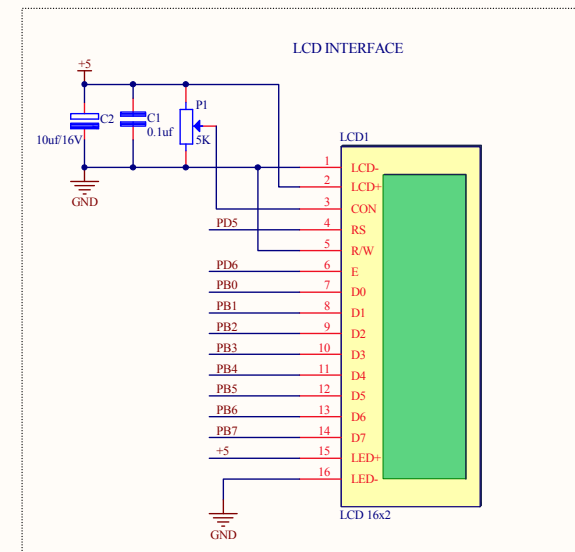 LCD INTERFACE
+5
C2
10uf/16V
C1
0.1uf
P1
5K
GND
LCD1
1 LCD-
2 LCD+
3 CON
PD5 4 RS
5 R/W
PD6 6 E
PB0 7 D0
PB1 8 D1
PB2 9 D2
PB3 10 D3
PB4 11 D4
PB5 12 D5
PB6 13 D6
PB7 14 D7
+5 15 LED+
16 LED-
GND
LCD 16x2